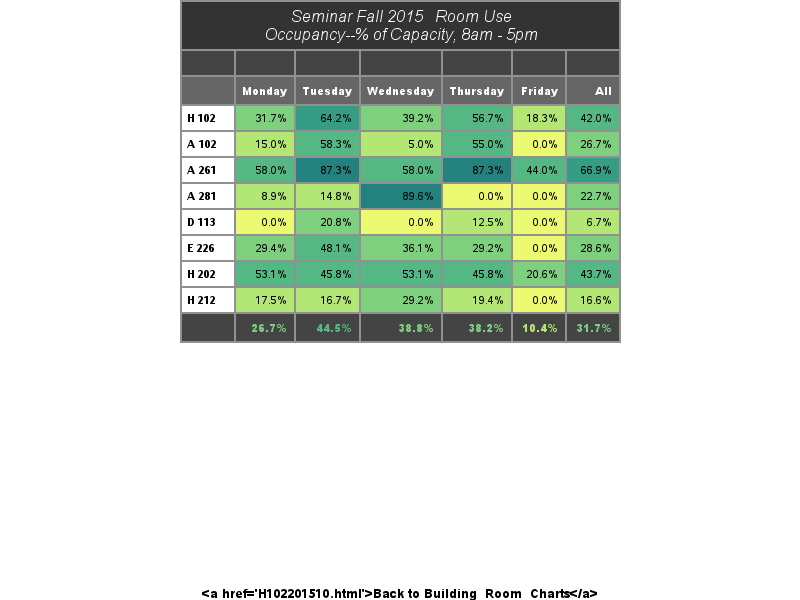 Seminar Fall 2015 Room Use
Occupancy--% of Capacity, 8am - 5pm
Monday Tuesday Wednesday Thursday Friday All
H 102 31.7% 64.2% 39.2% 56.7% 18.3% 42.0%
A 102 15.0% 58.3% 5.0% 55.0% 0.0% 26.7%
A 261 58.0% 87.3% 58.0% 87.3% 44.0% 66.9%
A 281 8.9% 14.8% 89.6% 0.0% 0.0% 22.7%
D 113 0.0% 20.8% 0.0% 12.5% 0.0% 6.7%
E 226 29.4% 48.1% 36.1% 29.2% 0.0% 28.6%
H 202 53.1% 45.8% 53.1% 45.8% 20.6% 43.7%
H 212 17.5% 16.7% 29.2% 19.4% 0.0% 16.6%
26.7% 44.5% 38.8% 38.2% 10.4% 31.7%
<a href='H102201510.html'>Back to Building Room Charts</a>